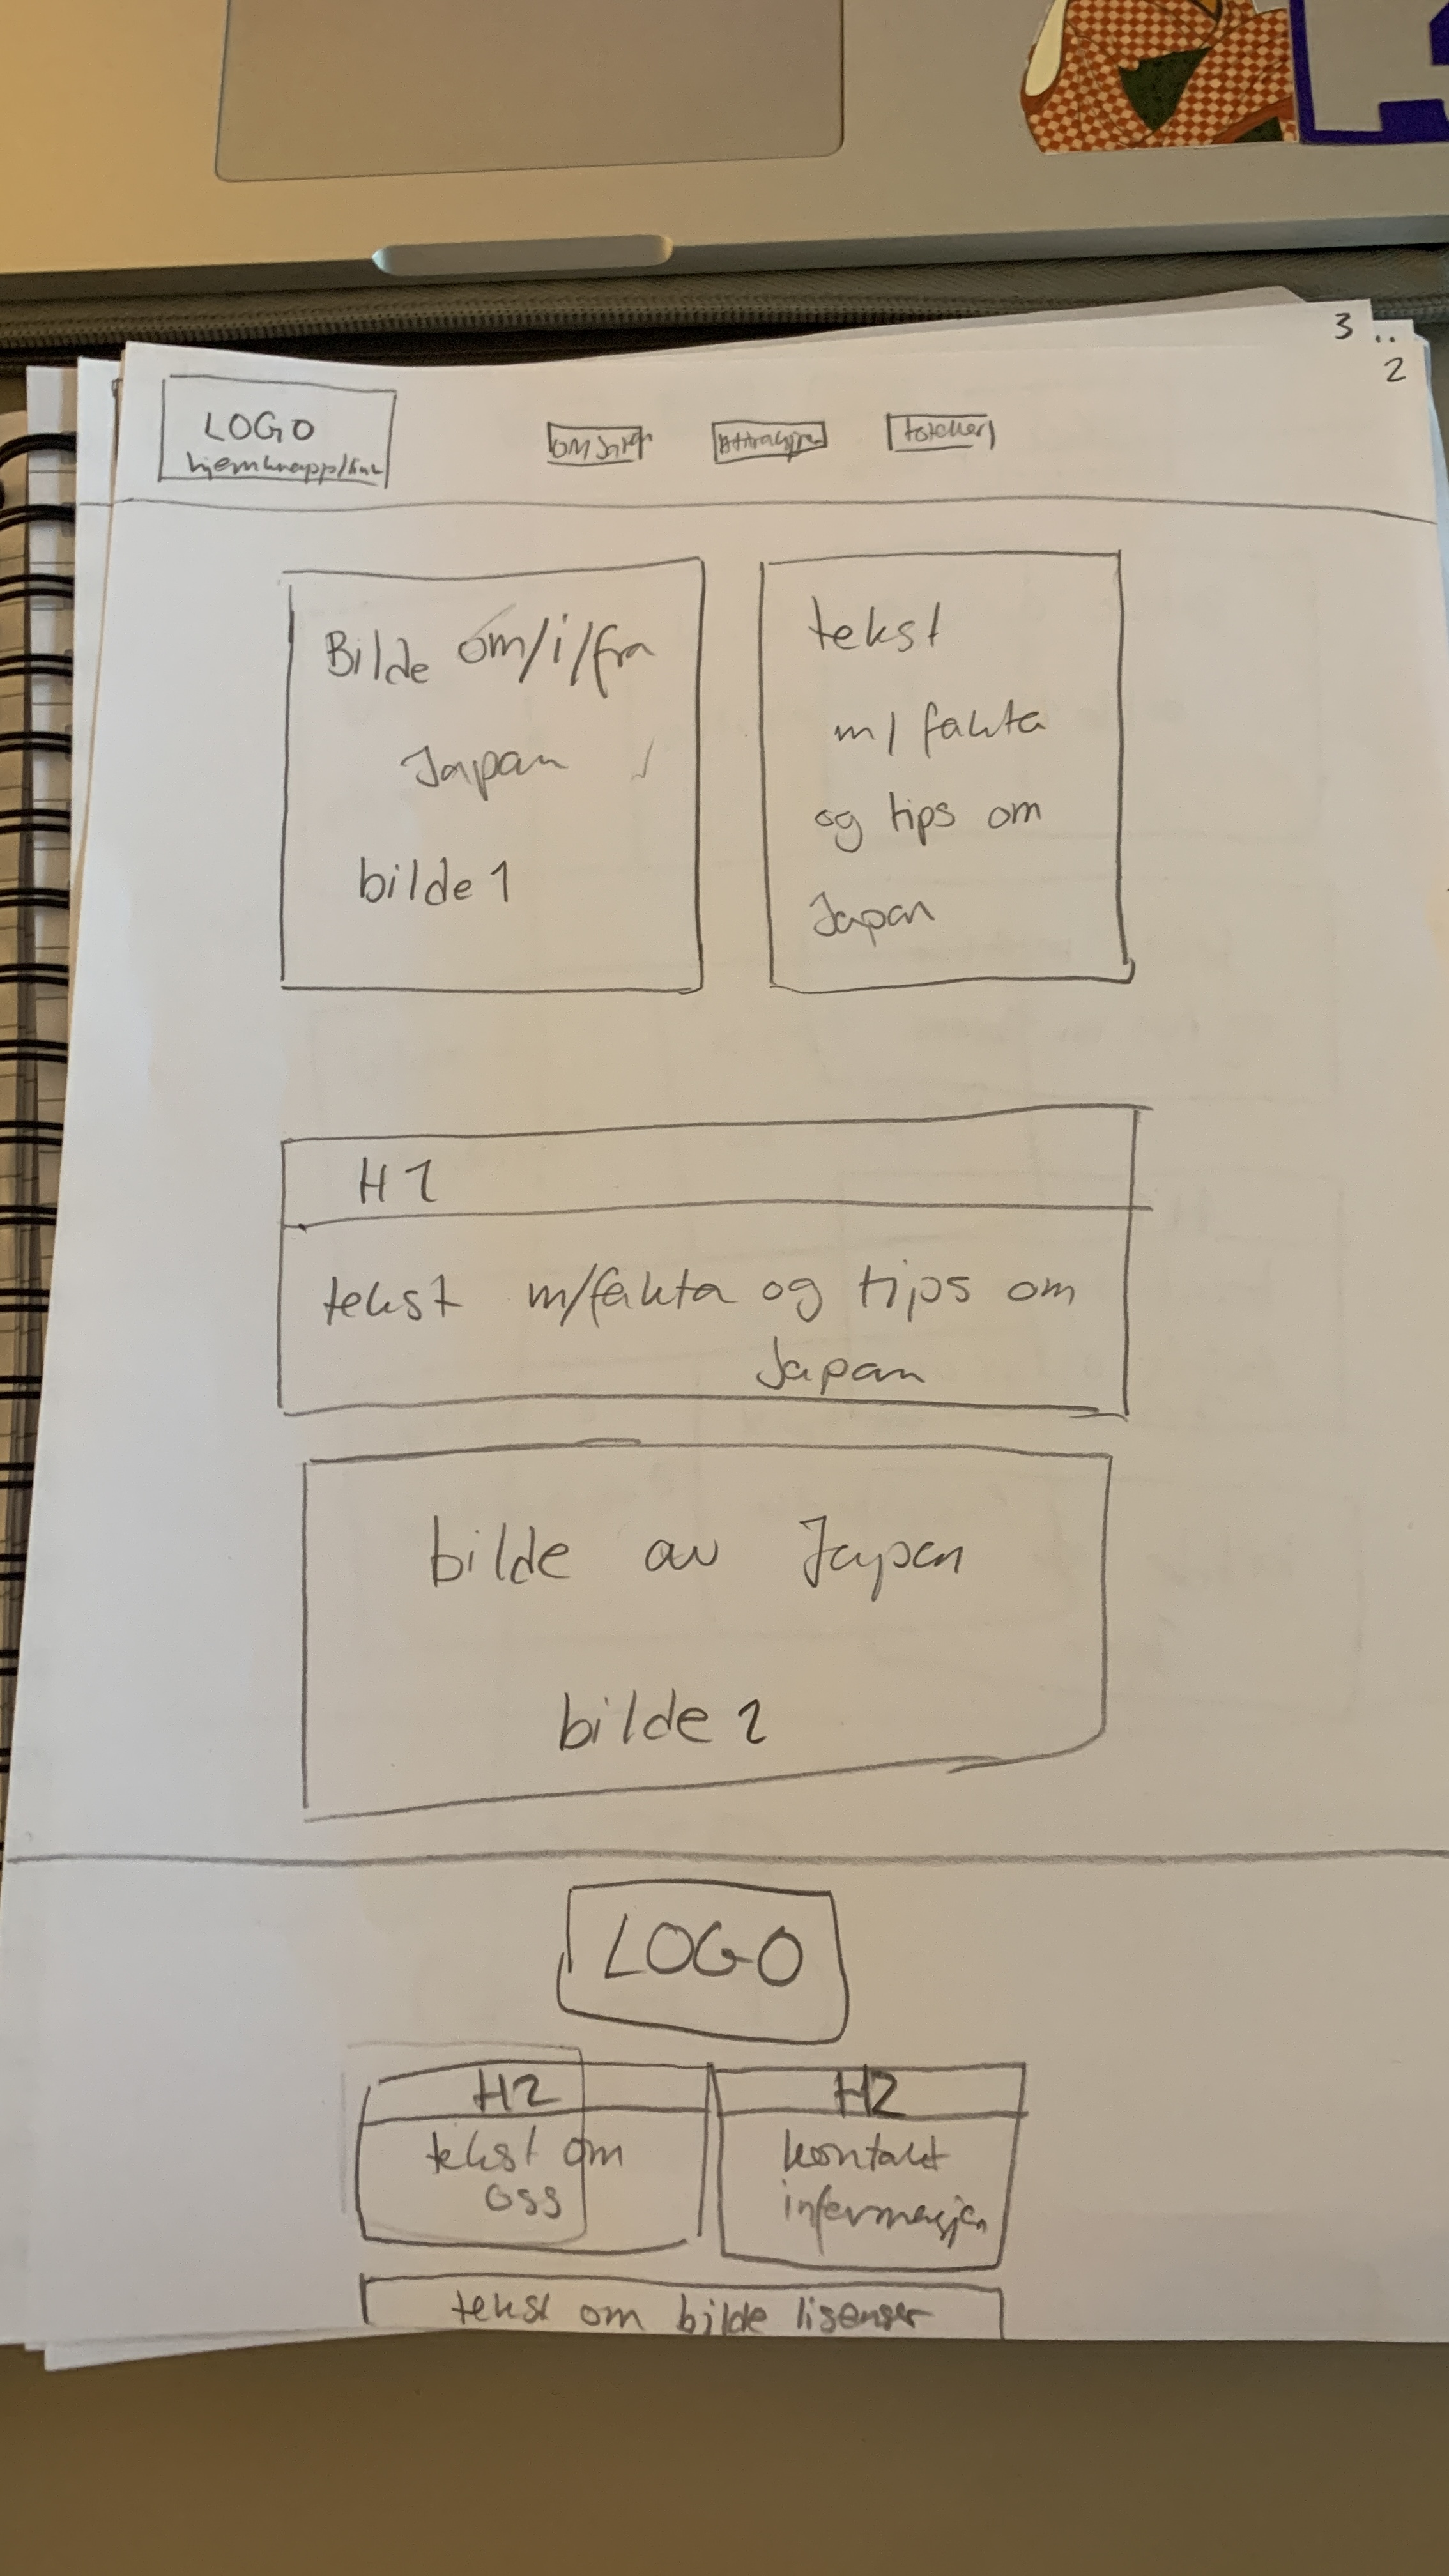 3 ..
2
LOGO
hjemknapp/link
om Japan
Attraksjoner
Bilde om/i/fra
Japan
bilde 1
tekst
m/ fakta
og tips om
Japan
H1
tekst m/fakta og tips om
Japan
bilde av Japan
bilde 2
LOGO
H2
tekst om
oss
H2
kontakt
informasjon
tekst om bilde lisenser